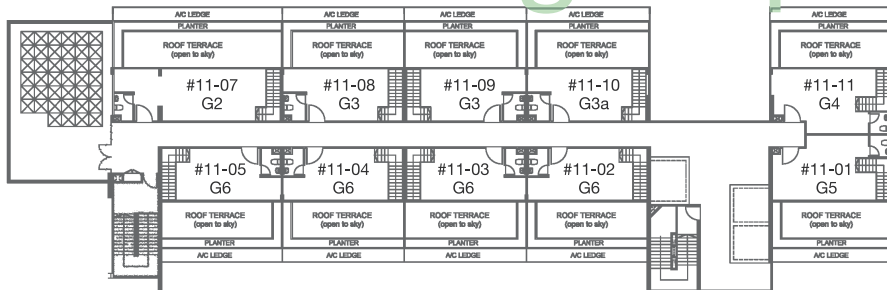 A/C LEDGE
A/C LEDGE
A/C LEDGE
A/C LEDGE
A/C LEDGE
PLANTER
PLANTER
PLANTER
PLANTER
PLANTER
ROOF TERRACE
(open to sky)
ROOF TERRACE
(open to sky)
ROOF TERRACE
(open to sky)
ROOF TERRACE
(open to sky)
ROOF TERRACE
(open to sky)
#11-07
G2
#11-08
G3
#11-09
G3
#11-10
G3a
#11-11
G4
#11-05
G6
#11-04
G6
#11-03
G6
#11-02
G6
#11-01
G5
ROOF TERRACE
(open to sky)
ROOF TERRACE
(open to sky)
ROOF TERRACE
(open to sky)
ROOF TERRACE
(open to sky)
ROOF TERRACE
(open to sky)
PLANTER
PLANTER
PLANTER
PLANTER
PLANTER
A/C LEDGE
A/C LEDGE
A/C LEDGE
A/C LEDGE
A/C LEDGE